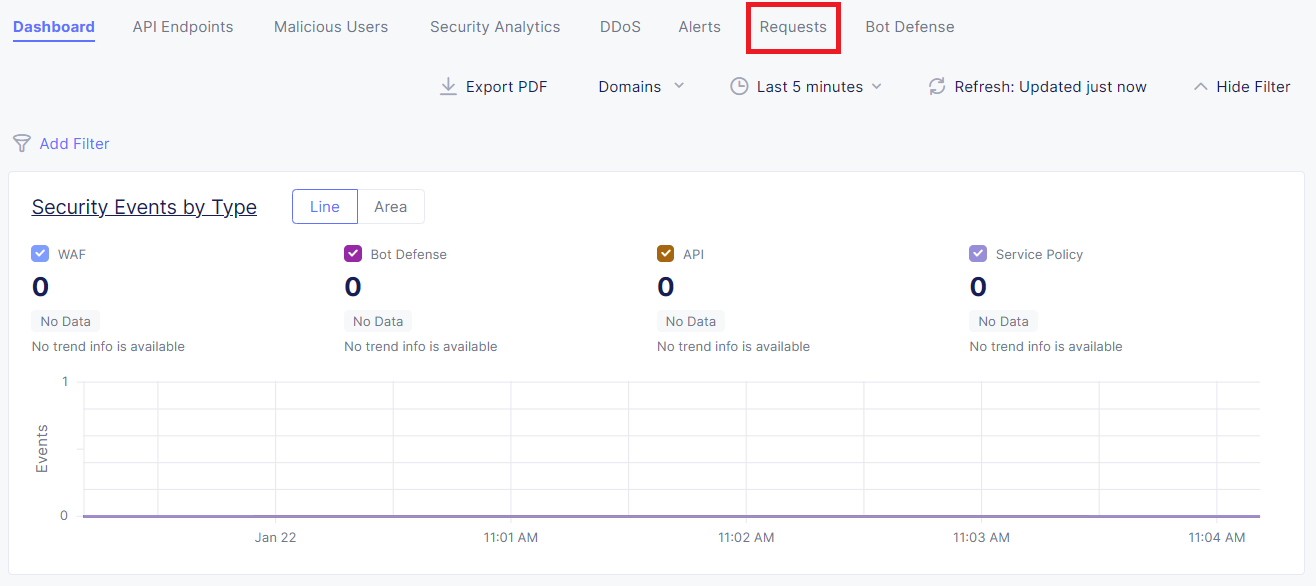 Dashboard API Endpoints Malicious Users Security Analytics DDoS Alerts Requests Bot Defense
Export PDF Domains Last 5 minutes Refresh: Updated just now Hide Filter
Add Filter
Security Events by Type Line Area
WAF Bot Defense API Service Policy
0 0 0 0
No Data No Data No Data No Data
No trend info is available No trend info is available No trend info is available No trend info is available
1
Events
0
Jan 22 11:01 AM 11:02 AM 11:03 AM 11:04 AM